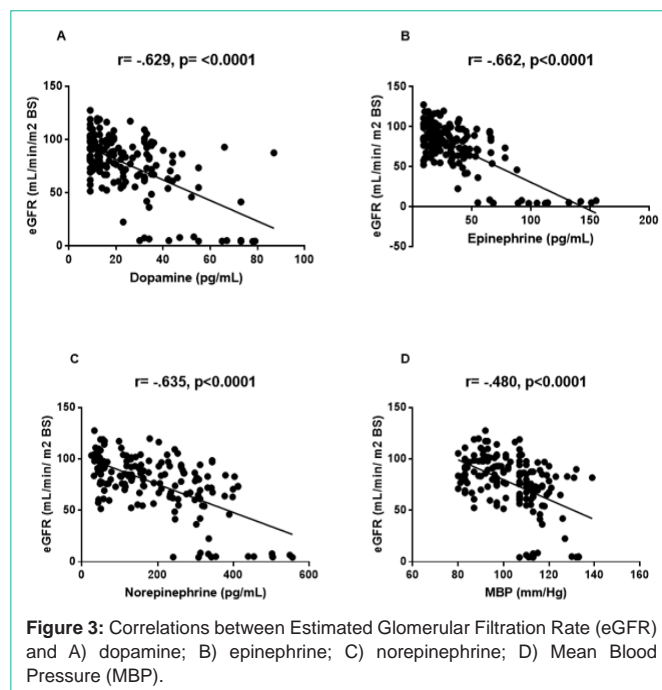 A
r= -.629, p= <0.0001
eGFR (mL/min/ m2 BS)
150
100
50
0
0 20 40 60 80 100
Dopamine (pg/mL)
B
r= -.662, p<0.0001
eGFR (mL/min/ m2 BS)
150
100
50
0
-50
50 100 150 200
Epinephrine (pg/mL)
C
r= -.635, p<0.0001
eGFR (mL/min/ m2 BS)
150
100
50
0
0 200 400 600
Norepinephrine (pg/mL)
D
r= -.480, p<0.0001
eGFR (mL/min/ m2 BS)
150
100
50
0
60 80 100 120 140 160
MBP (mm/Hg)
Figure 3: Correlations between Estimated Glomerular Filtration Rate (eGFR)
and A) dopamine; B) epinephrine; C) norepinephrine; D) Mean Blood
Pressure (MBP).